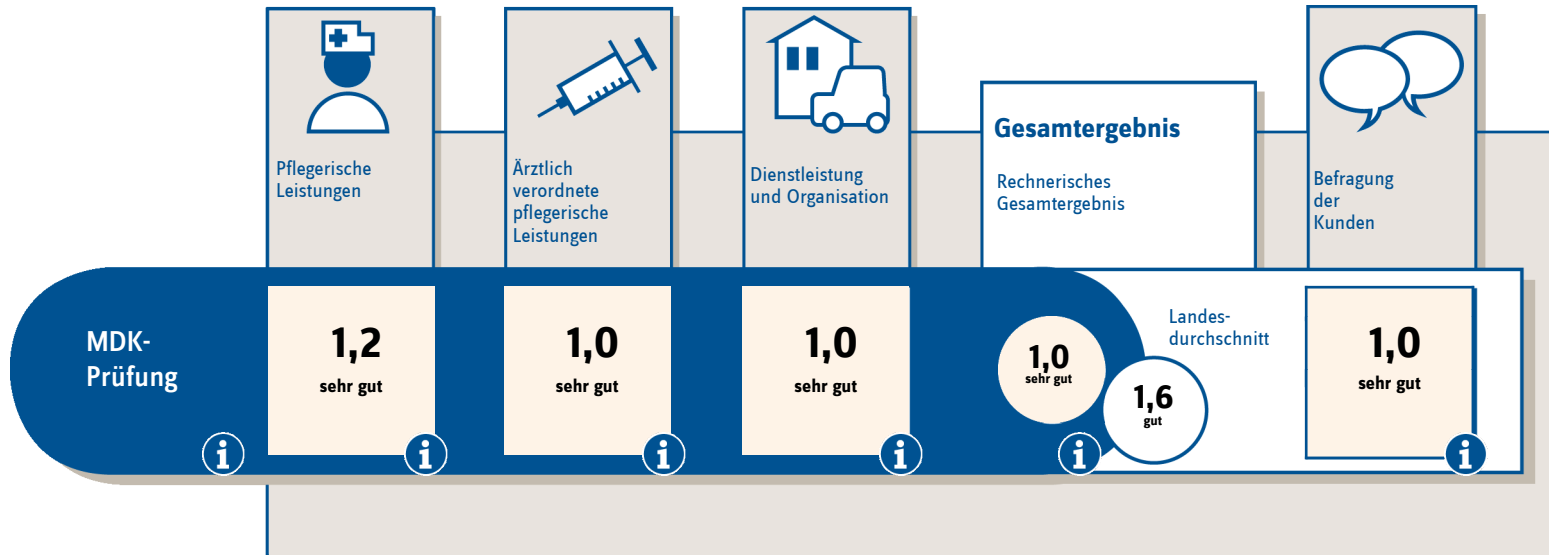 Pflegerische
Leistungen
Ärztlich
verordnete
pflegerische
Leistungen
Dienstleistung
und Organisation
Gesamtergebnis
Rechnerisches
Gesamtergebnis
Befragung
der
Kunden
MDK-
Prüfung
1,2
sehr gut
1,0
sehr gut
1,0
sehr gut
1,0
sehr gut
Landes-
durchschnitt
1,6
gut
1,0
sehr gut
i
i
i
i
i
i